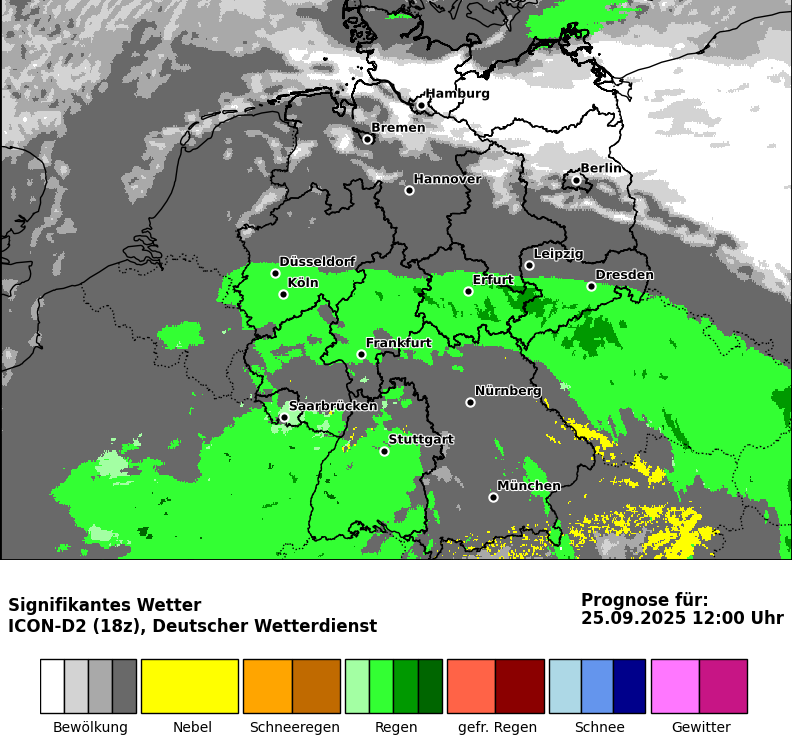 Hamburg
Bremen
Berlin
Hannover
Leipzig
Düsseldorf
Dresden
Köln
Erfurt
Frankfurt
Nürnberg
Saarbrücken
Stuttgart
München
Signifikantes Wetter
ICON-D2 (18z), Deutscher Wetterdienst
Prognose für:
25.09.2025 12:00 Uhr
Bewölkung
Nebel
Schneeregen
Regen
gefr. Regen
Schnee
Gewitter